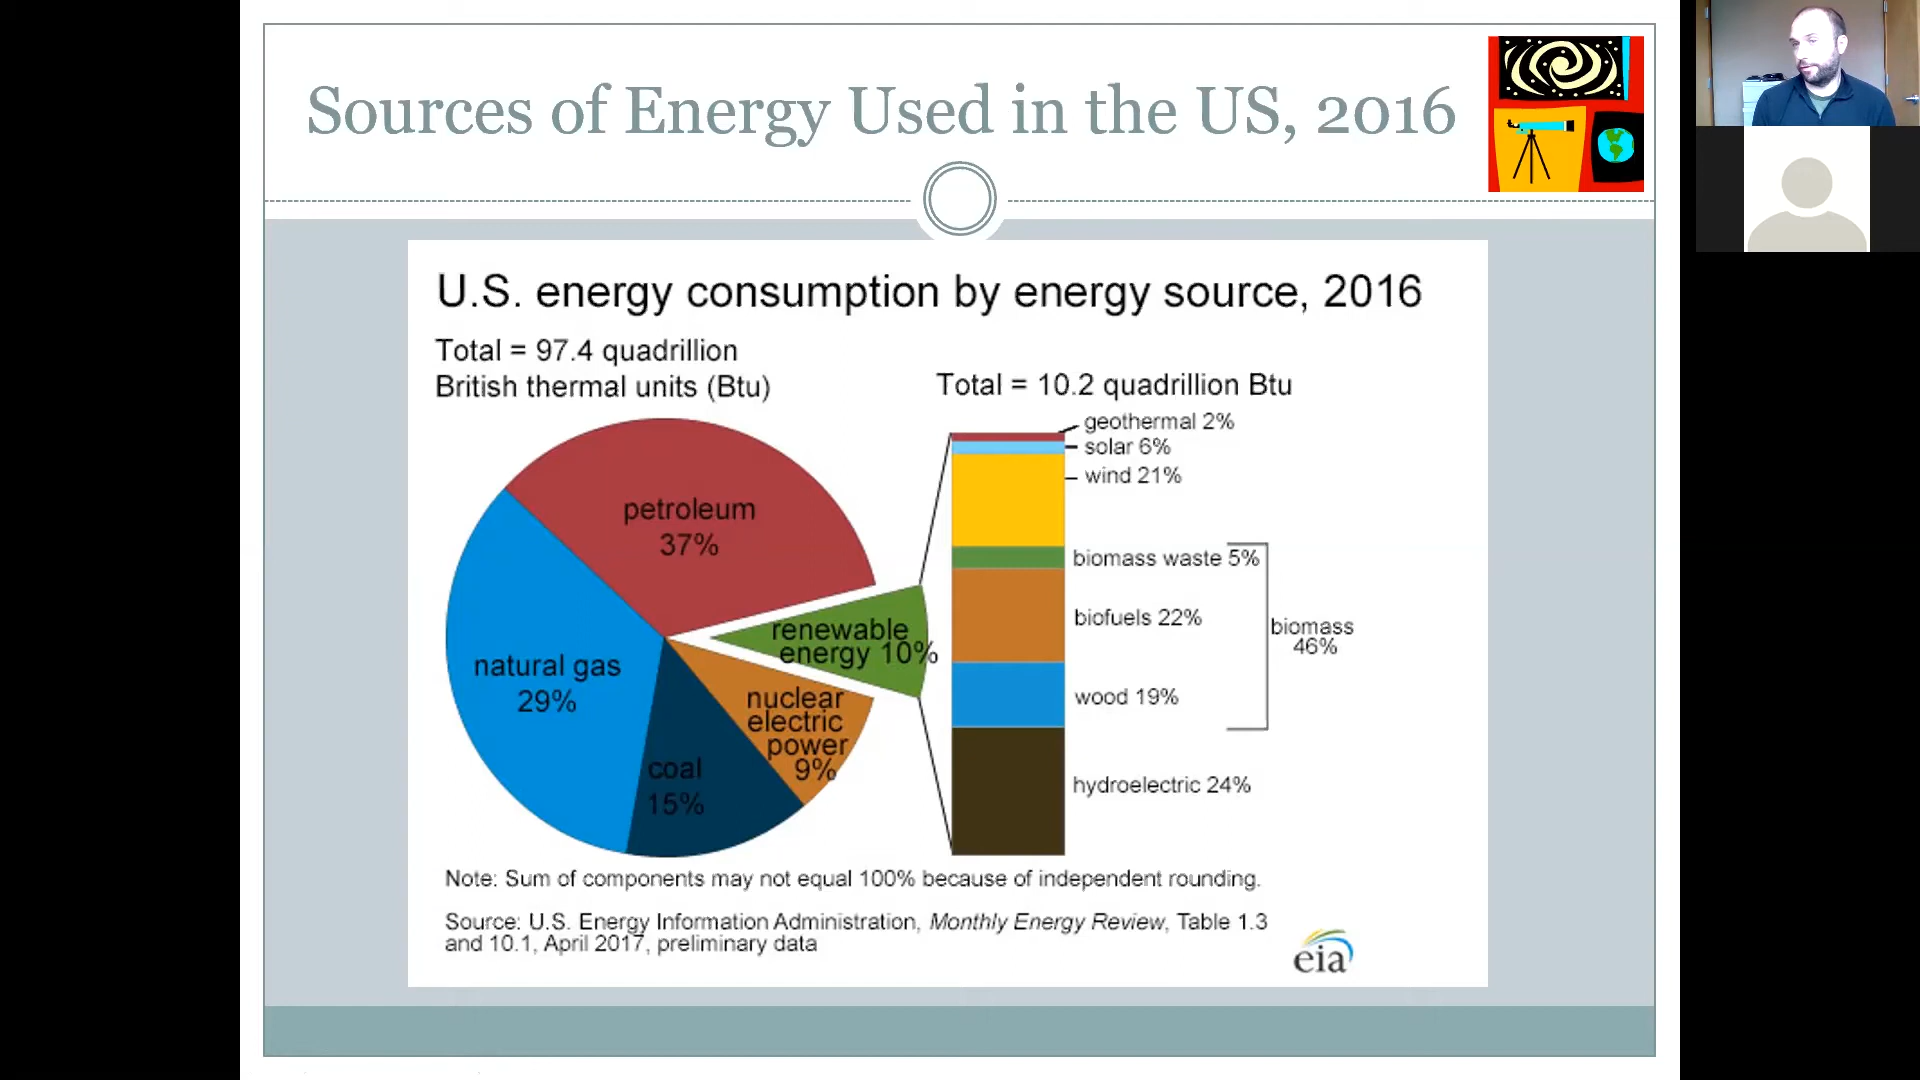 Sources of Energy Used in the US, 2016
U.S. energy consumption by energy source, 2016
Total = 97.4 quadrillion
British thermal units (Btu)
Total = 10.2 quadrillion Btu
petroleum
37%
natural gas
29%
coal
15%
nuclear
electric
power
9%
renewable
energy 10%
geothermal 2%
solar 6%
wind 21%
biomass waste 5%
biofuels 22%
wood 19%
biomass
46%
hydroelectric 24%
Note: Sum of components may not equal 100% because of independent rounding.
Source: U.S. Energy Information Administration, Monthly Energy Review, Table 1.3
and 10.1, April 2017, preliminary data
eia